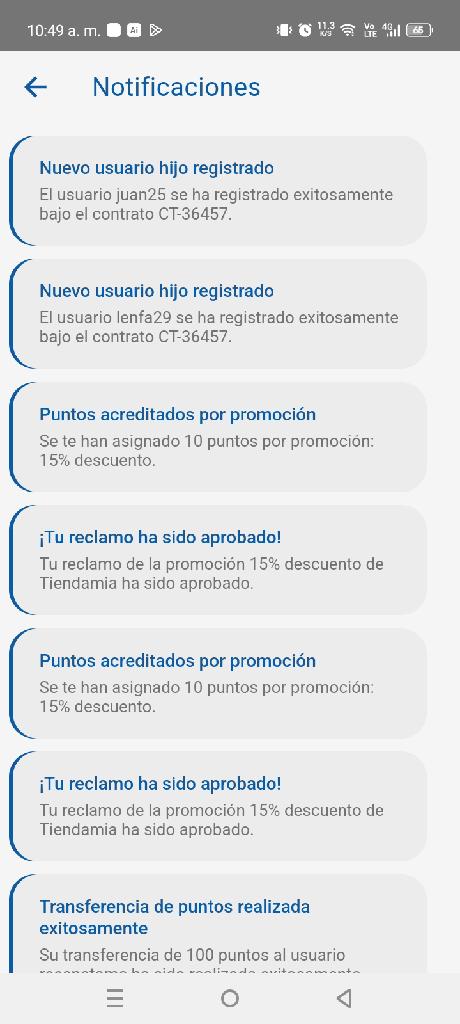 10:49 a. m.
Ai
11.3
K/S
Vo
LTE
4G
65
Notificaciones
Nuevo usuario hijo registrado
El usuario juan25 se ha registrado exitosamente
bajo el contrato CT-36457.
Nuevo usuario hijo registrado
El usuario lenfa29 se ha registrado exitosamente
bajo el contrato CT-36457.
Puntos acreditados por promoción
Se te han asignado 10 puntos por promoción:
15% descuento.
¡Tu reclamo ha sido aprobado!
Tu reclamo de la promoción 15% descuento de
Tiendamia ha sido aprobado.
Puntos acreditados por promoción
Se te han asignado 10 puntos por promoción:
15% descuento.
¡Tu reclamo ha sido aprobado!
Tu reclamo de la promoción 15% descuento de
Tiendamia ha sido aprobado.
Transferencia de puntos realizada
exitosamente
Su transferencia de 100 puntos al usuario
ha sido realizada exitosamente